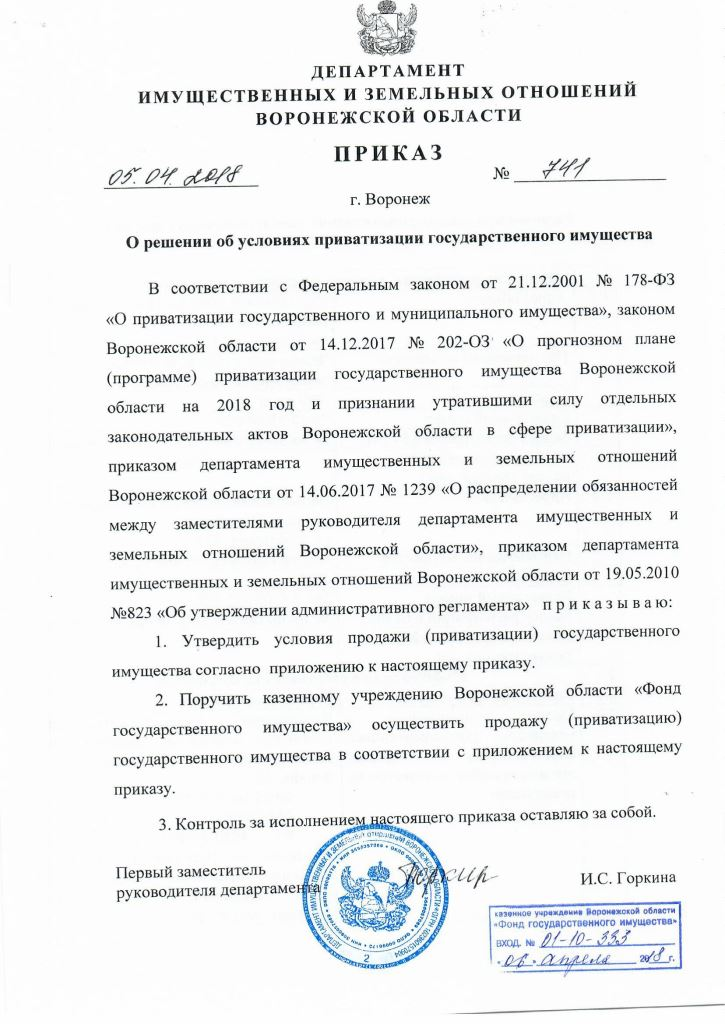 ДЕПАРТАМЕНТ
ИМУЩЕСТВЕННЫХ И ЗЕМЕЛЬНЫХ ОТНОШЕНИЙ
ВОРОНЕЖСКОЙ ОБЛАСТИ
ПРИКАЗ
05.04.2018 № 741
г. Воронеж
О решении об условиях приватизации государственного имущества
В соответствии с Федеральным законом от 21.12.2001 № 178-ФЗ
«О приватизации государственного и муниципального имущества», законом
Воронежской области от 14.12.2017 № 202-ОЗ «О прогнозном плане
(программе) приватизации государственного имущества Воронежской
области на 2018 год и признании утратившими силу отдельных
законодательных актов Воронежской области в сфере приватизации»,
приказом департамента имущественных и земельных отношений
Воронежской области от 14.06.2017 № 1239 «О распределении обязанностей
между заместителями руководителя департамента имущественных и
земельных отношений Воронежской области», приказом департамента
имущественных и земельных отношений Воронежской области от 19.05.2010
№823 «Об утверждении административного регламента» п р и к а з ы в а ю:
1. Утвердить условия продажи (приватизации) государственного
имущества согласно приложению к настоящему приказу.
2. Поручить казенному учреждению Воронежской области «Фонд
государственного имущества» осуществить продажу (приватизацию)
государственного имущества в соответствии с приложением к настоящему
приказу.
3. Контроль за исполнением настоящего приказа оставляю за собой.
Первый заместитель
руководителя департамента И.С. Горкина
ДЕПАРТАМЕНТ ИМУЩЕСТВЕННЫХ И ЗЕМЕЛЬНЫХ ОТНОШЕНИЙ ВОРОНЕЖСКОЙ ОБЛАСТИ
2
казенное учреждение Воронежской области
«Фонд государственного имущества»
ВХОД. № 01-10-333
«06» апреля 2018 г.